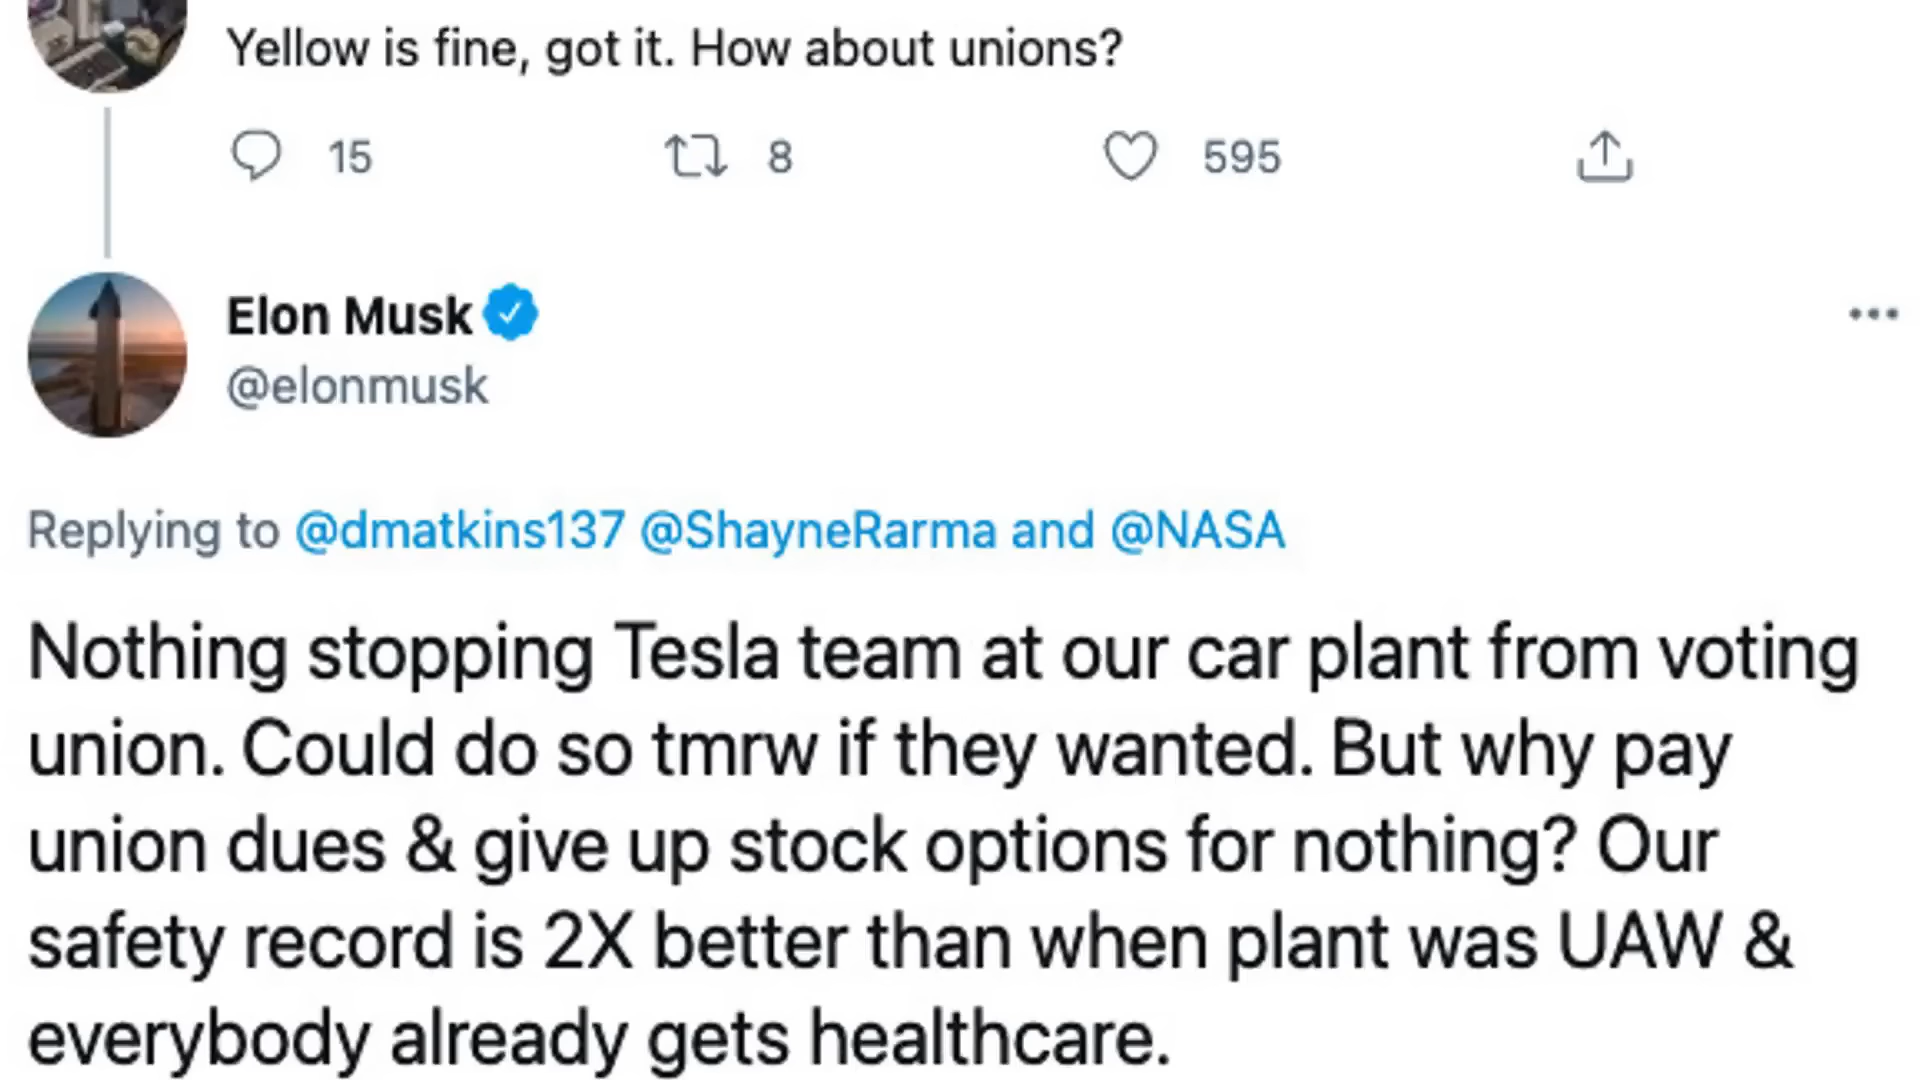 Yellow is fine, got it. How about unions?
15 8 595
Elon Musk
@elonmusk
Replying to @dmatkins137 @ShayneRarma and @NASA
Nothing stopping Tesla team at our car plant from voting
union. Could do so tmrw if they wanted. But why pay
union dues & give up stock options for nothing? Our
safety record is 2X better than when plant was UAW &
everybody already gets healthcare.